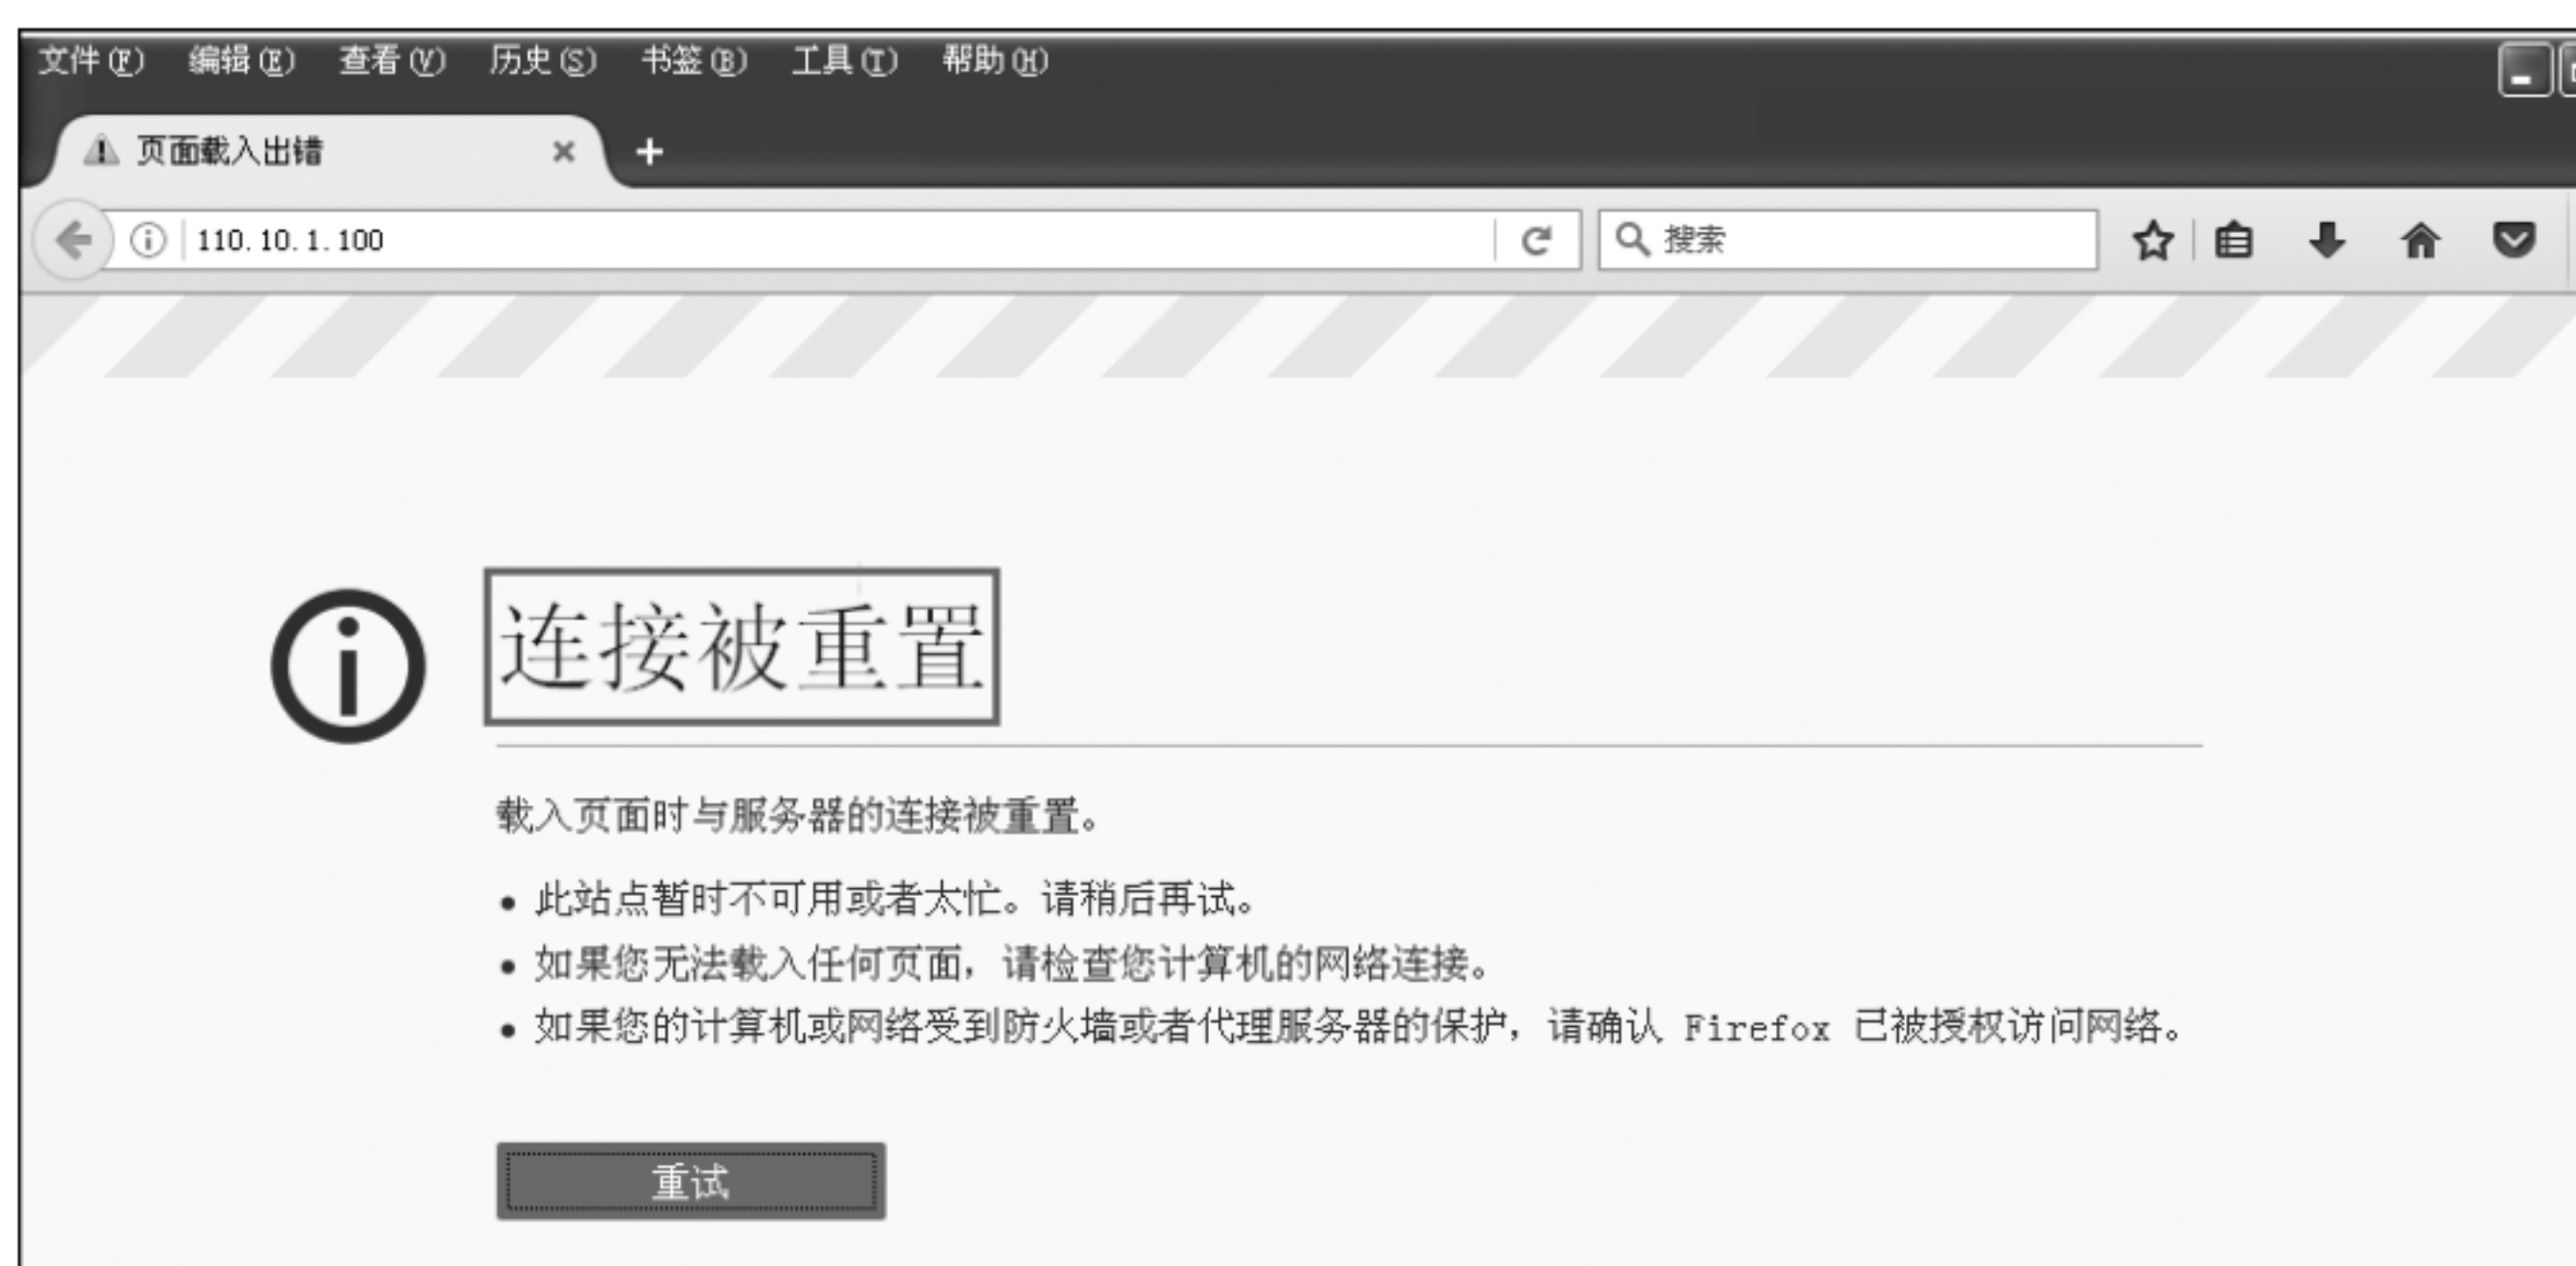 文件(F) 编辑(E) 查看(V) 历史(S) 书签(B) 工具(T) 帮助(H)
页面载入出错
110.10.1.100 搜索
连接被重置
载入页面时与服务器的连接被重置。
• 此站点暂时不可用或者太忙。请稍后再试。
• 如果您无法载入任何页面，请检查您计算机的网络连接。
• 如果您的计算机或网络受到防火墙或者代理服务器的保护，请确认 Firefox 已被授权访问网络。
重试